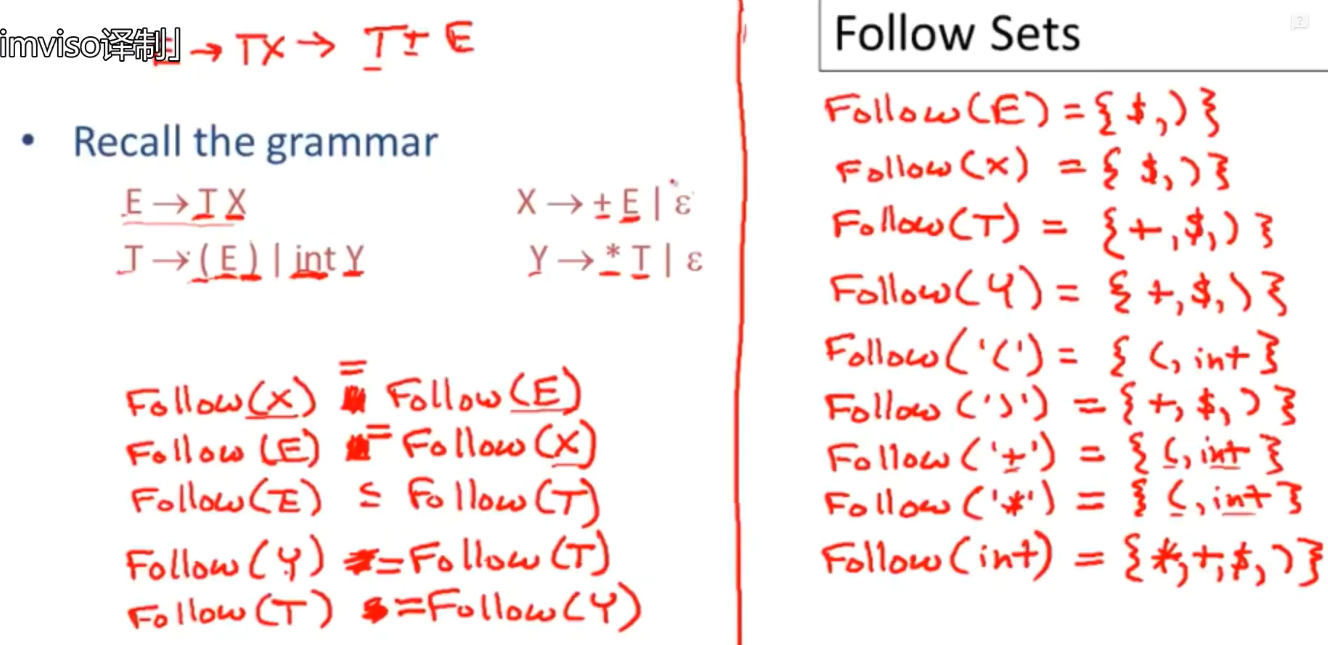 imviso译制」
E → TX → T + E
• Recall the grammar
E → T X X → + E | ε
T → ( E ) | int Y Y → * T | ε
Follow(X) = Follow(E)
Follow(E) = Follow(X)
Follow(E) ⊆ Follow(T)
Follow(Y) = Follow(T)
Follow(T) = Follow(Y)
Follow Sets
Follow(E) = { $, ) }
Follow(X) = { $, ) }
Follow(T) = { +, $, ) }
Follow(Y) = { +, $, ) }
Follow('(') = { (, int }
Follow(')') = { +, $, ) }
Follow('+') = { (, int }
Follow('*') = { (, int }
Follow(int) = { *, +, $, ) }